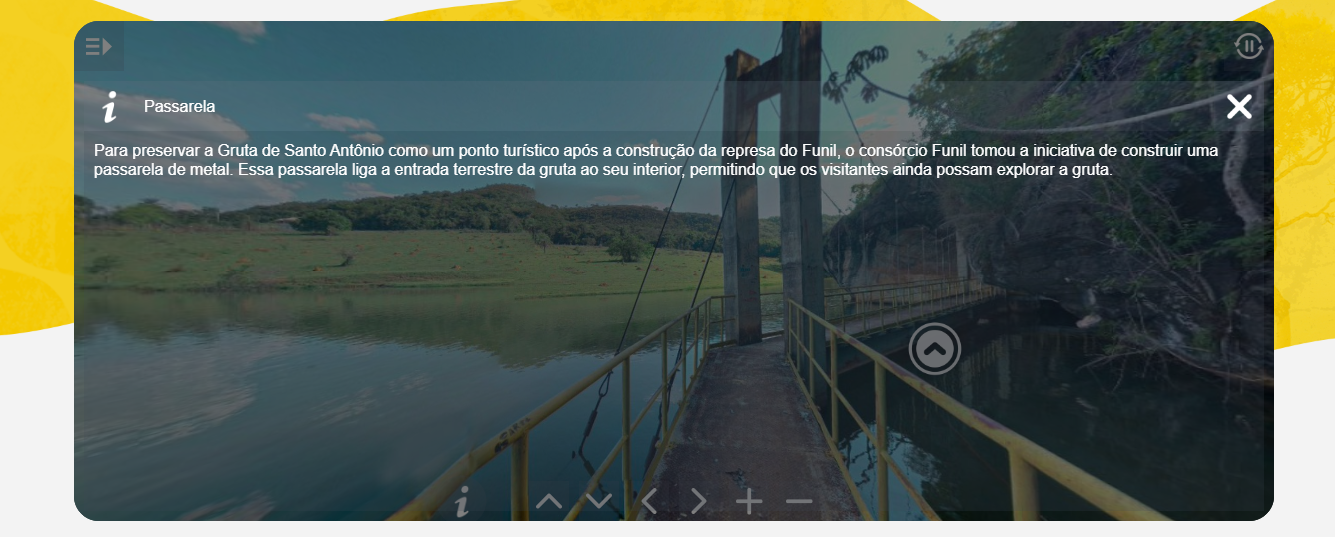 Passarela
Para preservar a Gruta de Santo Antônio como um ponto turístico após a construção da represa do Funil, o consórcio Funil tomou a iniciativa de construir uma
passarela de metal. Essa passarela liga a entrada terrestre da gruta ao seu interior, permitindo que os visitantes ainda possam explorar a gruta.